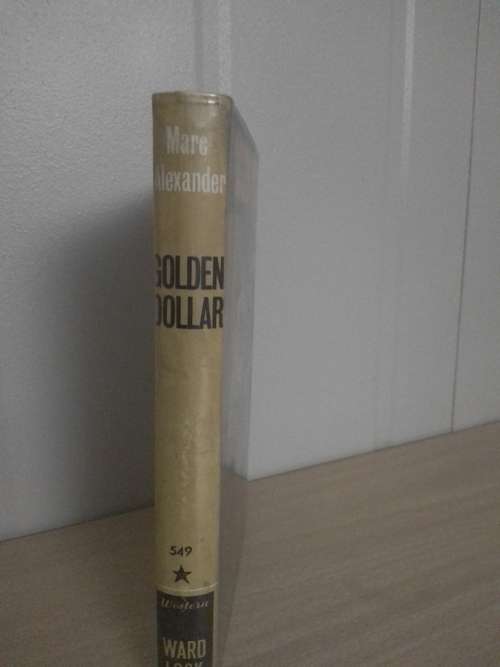 Marc
Alexander
GOLDEN
DOLLAR
549
Western
WARD
LOCK